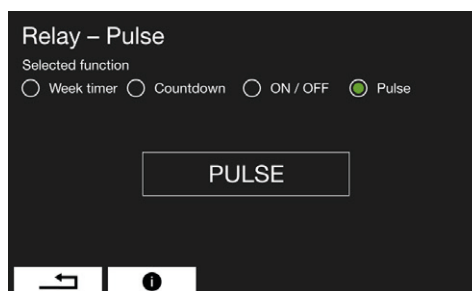 Relay – Pulse
Selected function
Week timer Countdown ON / OFF Pulse
PULSE